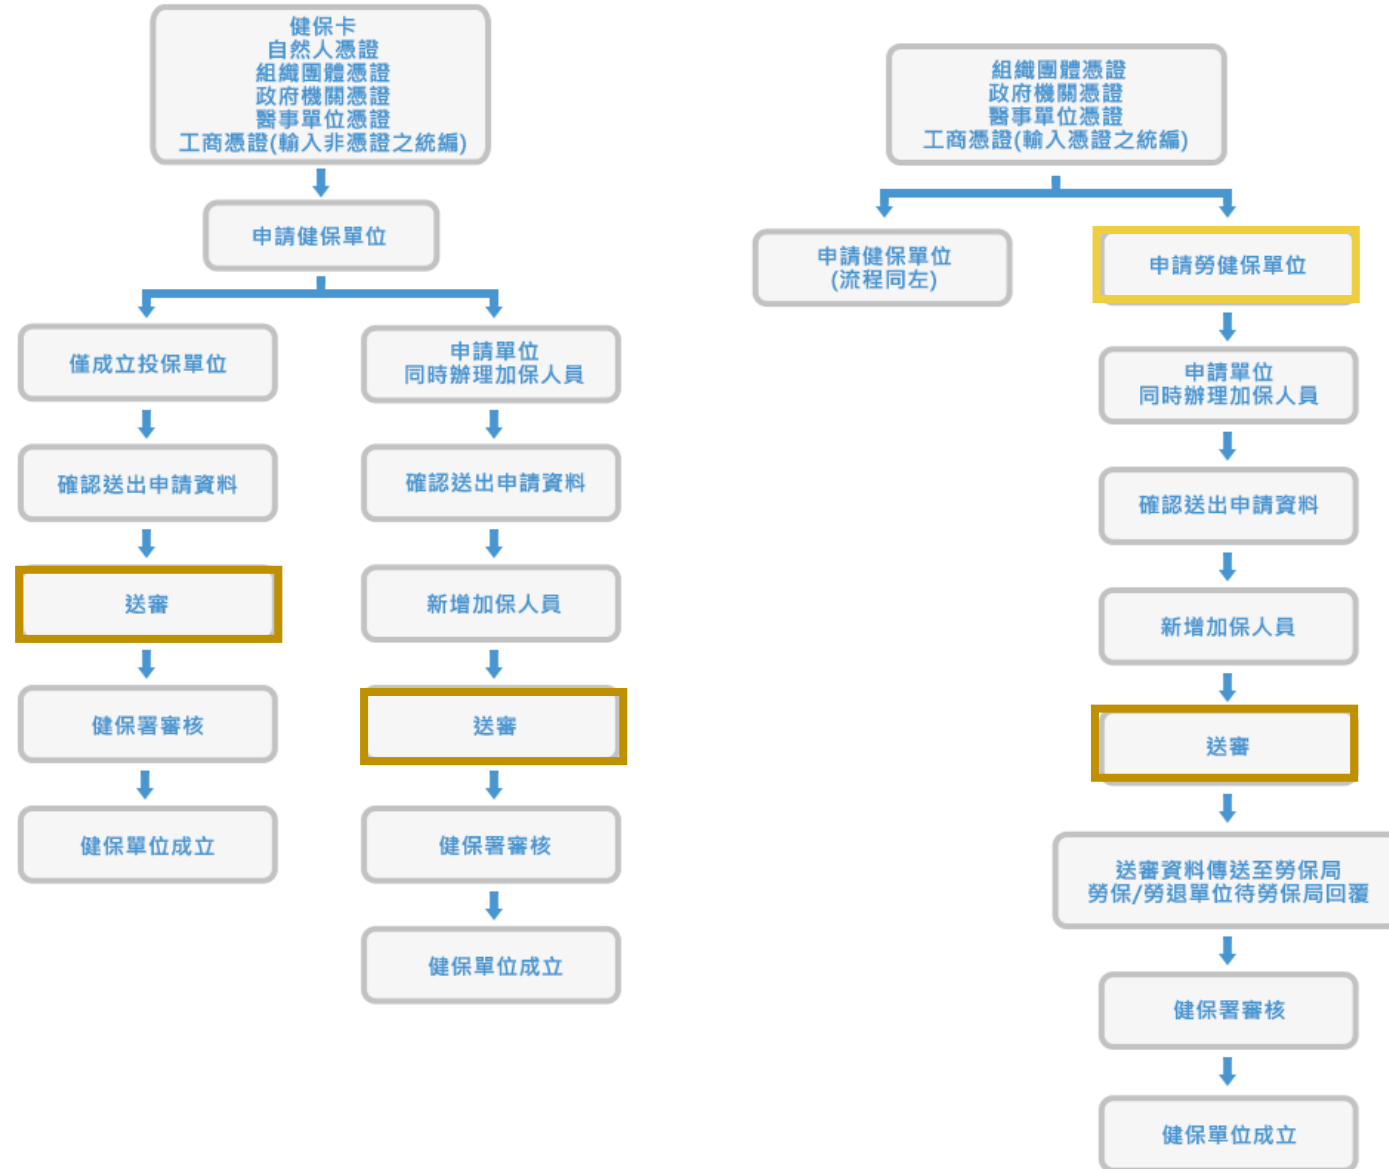 健保卡
自然人憑證
組織團體憑證
政府機關憑證
醫事單位憑證
工商憑證(輸入非憑證之統編)
申請健保單位
僅成立投保單位
確認送出申請資料
送審
健保署審核
健保單位成立
申請單位
同時辦理加保人員
確認送出申請資料
新增加保人員
送審
健保署審核
健保單位成立
組織團體憑證
政府機關憑證
醫事單位憑證
工商憑證(輸入憑證之統編)
申請健保單位
(流程同左)
申請勞健保單位
申請單位
同時辦理加保人員
確認送出申請資料
新增加保人員
送審
送審資料傳送至勞保局
勞保/勞退單位待勞保局回覆
健保署審核
健保單位成立